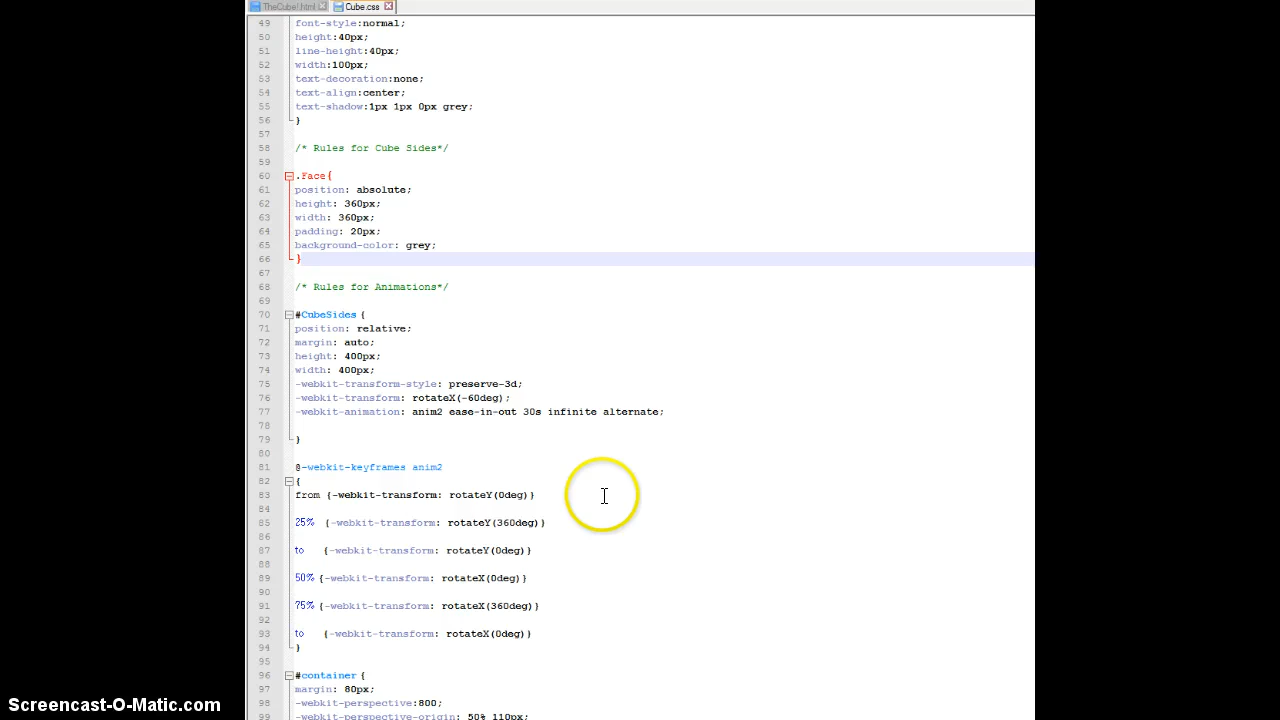 TheCube!.html Cube.css
49 font-style:normal;
50 height:40px;
51 line-height:40px;
52 width:100px;
53 text-decoration:none;
54 text-align:center;
55 text-shadow:1px 1px 0px grey;
56 }
57
58 /* Rules for Cube Sides*/
59
60 .Face{
61 position: absolute;
62 height: 360px;
63 width: 360px;
64 padding: 20px;
65 background-color: grey;
66 }
67
68 /* Rules for Animations*/
69
70 #CubeSides {
71 position: relative;
72 margin: auto;
73 height: 400px;
74 width: 400px;
75 -webkit-transform-style: preserve-3d;
76 -webkit-transform: rotateX(-60deg);
77 -webkit-animation: anim2 ease-in-out 30s infinite alternate;
78
79 }
80
81 @-webkit-keyframes anim2
82 {
83 from {-webkit-transform: rotateY(0deg)}
84
85 25% {-webkit-transform: rotateY(360deg)}
86
87 to {-webkit-transform: rotateY(0deg)}
88
89 50% {-webkit-transform: rotateX(0deg)}
90
91 75% {-webkit-transform: rotateX(360deg)}
92
93 to {-webkit-transform: rotateX(0deg)}
94 }
95
96 #container {
97 margin: 80px;
98 -webkit-perspective:800;
99 -webkit-perspective-origin: 50% 110px;
Screencast-O-Matic.com